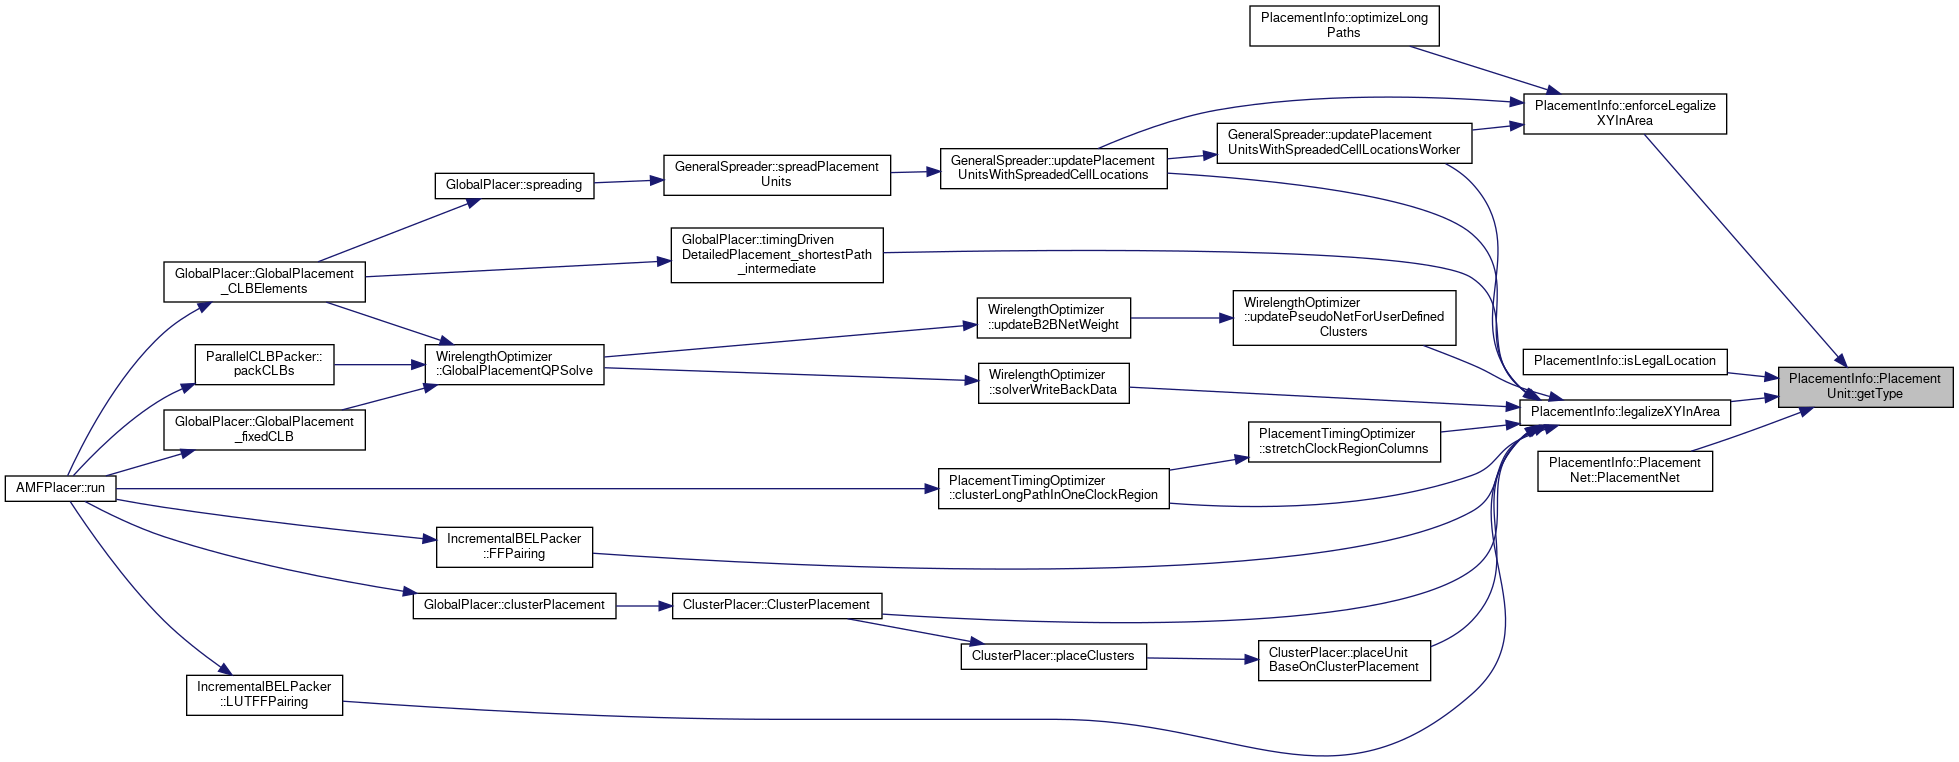 PlacementInfo::optimizeLong
Paths
PlacementInfo::enforceLegalize
XYInArea
GeneralSpreader::updatePlacement
UnitsWithSpreadedCellLocationsWorker
GeneralSpreader::updatePlacement
UnitsWithSpreadedCellLocations
GeneralSpreader::spreadPlacement
Units
GlobalPlacer::spreading
GlobalPlacer::timingDriven
DetailedPlacement_shortestPath
_intermediate
GlobalPlacer::GlobalPlacement
_CLBElements
WirelengthOptimizer
::updatePseudoNetForUserDefined
Clusters
WirelengthOptimizer
::updateB2BNetWeight
ParallelCLBPacker::
packCLBs
WirelengthOptimizer
::GlobalPlacementQPSolve
WirelengthOptimizer
::solverWriteBackData
PlacementInfo::isLegalLocation
PlacementInfo::Placement
Unit::getType
PlacementInfo::legalizeXYInArea
GlobalPlacer::GlobalPlacement
_fixedCLB
PlacementTimingOptimizer
::stretchClockRegionColumns
PlacementInfo::Placement
Net::PlacementNet
AMFPlacer::run
PlacementTimingOptimizer
::clusterLongPathInOneClockRegion
IncrementalBELPacker
::FFPairing
GlobalPlacer::clusterPlacement
ClusterPlacer::ClusterPlacement
ClusterPlacer::placeClusters
ClusterPlacer::placeUnit
BaseOnClusterPlacement
IncrementalBELPacker
::LUTFFPairing